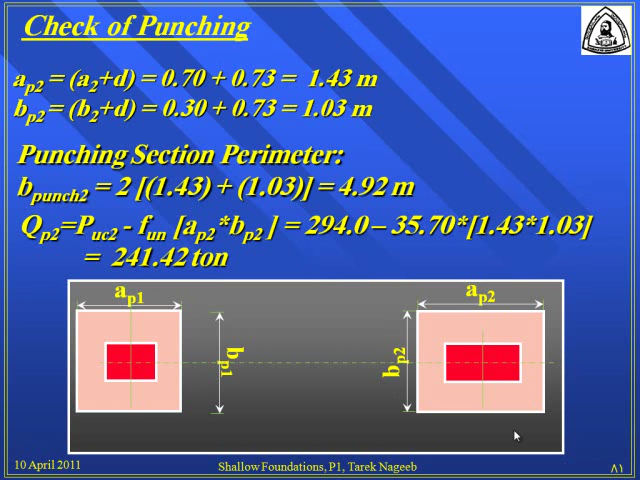 Check of Punching
a_p2 = (a_2+d) = 0.70 + 0.73 = 1.43 m
b_p2 = (b_2+d) = 0.30 + 0.73 = 1.03 m
Punching Section Perimeter:
b_punch2 = 2 [(1.43) + (1.03)] = 4.92 m
Q_p2=P_uc2 - f_un [a_p2*b_p2 ] = 294.0 – 35.70*[1.43*1.03]
= 241.42 ton
a_p1
a_p2
b_p1
b_p2
10 April 2011
Shallow Foundations, P1, Tarek Nageeb
٨١